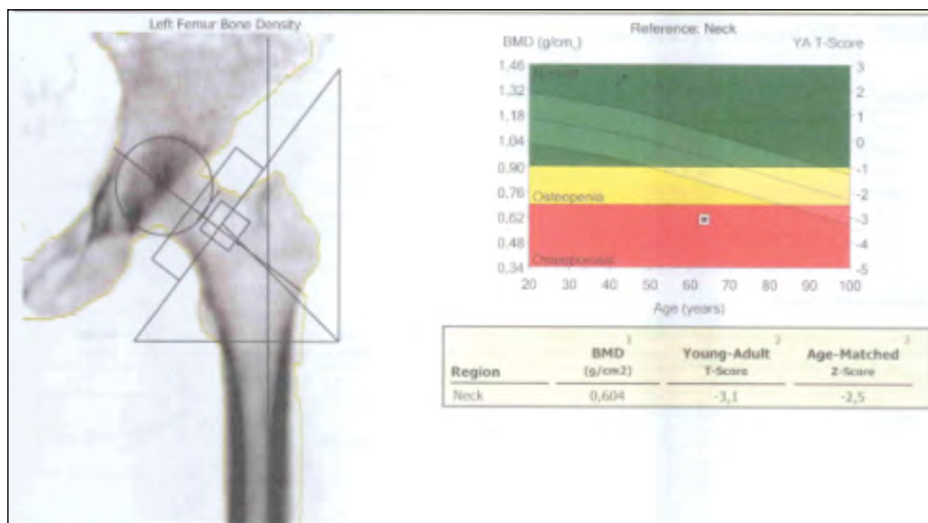 Left Femur Bone Density
Reference: Neck
BMD (g/cm,) YA T-Score
1,46 3
1,32 2
1,18 1
1,04 0
0,90 -1
0,76 -2
0,62 -3
0,48 -4
0,34 -5
Normal
Osteopenia
Osteoporosis
20 30 40 50 60 70 80 90 100
Age (years)
Region BMD 1 (g/cm2) Young-Adult 2 T-Score Age-Matched 3 Z-Score
Neck 0,604 -3,1 -2,5